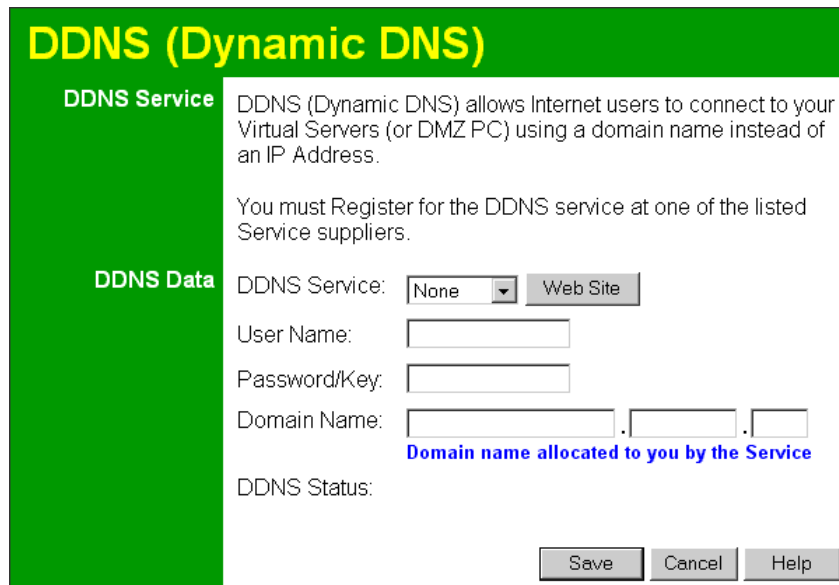 DDNS (Dynamic DNS)
DDNS Service
DDNS (Dynamic DNS) allows Internet users to connect to your
Virtual Servers (or DMZ PC) using a domain name instead of
an IP Address.
You must Register for the DDNS service at one of the listed
Service suppliers.
DDNS Data
DDNS Service: None Web Site
User Name:
Password/Key:
Domain Name: . .
Domain name allocated to you by the Service
DDNS Status:
Save Cancel Help